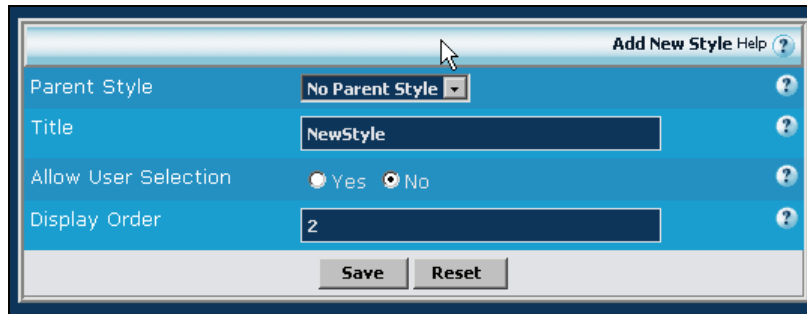 Add New Style Help ?
Parent Style No Parent Style ?
Title NewStyle ?
Allow User Selection Yes No ?
Display Order 2 ?
Save Reset